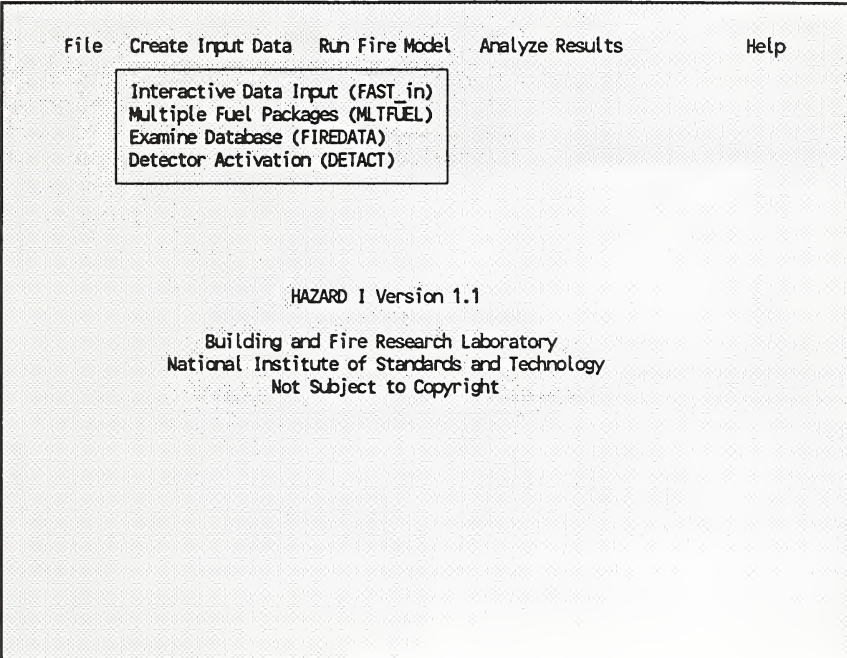 File Create Input Data Run Fire Model Analyze Results Help
Interactive Data Input (FAST_in)
Multiple Fuel Packages (MLTFUEL)
Examine Database (FIREDATA)
Detector Activation (DETACT)
HAZARD I Version 1.1
Building and Fire Research Laboratory
National Institute of Standards and Technology
Not Subject to Copyright